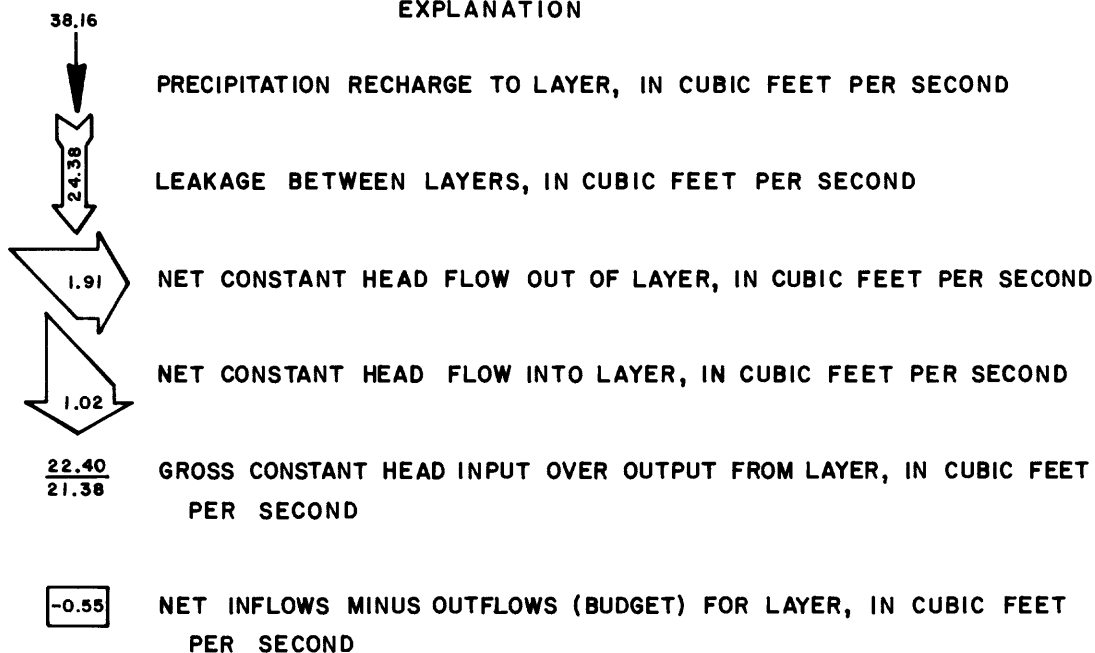 EXPLANATION
38.16
PRECIPITATION RECHARGE TO LAYER, IN CUBIC FEET PER SECOND
24.38
LEAKAGE BETWEEN LAYERS, IN CUBIC FEET PER SECOND
1.91
NET CONSTANT HEAD FLOW OUT OF LAYER, IN CUBIC FEET PER SECOND
1.02
NET CONSTANT HEAD FLOW INTO LAYER, IN CUBIC FEET PER SECOND
22.40
21.38
GROSS CONSTANT HEAD INPUT OVER OUTPUT FROM LAYER, IN CUBIC FEET
PER SECOND
-0.55
NET INFLOWS MINUS OUTFLOWS (BUDGET) FOR LAYER, IN CUBIC FEET
PER SECOND